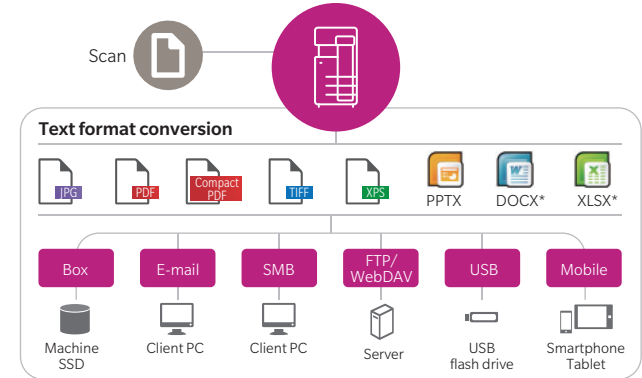 Scan
Text format conversion
JPG
PDF
Compact
PDF
TIFF
XPS
PPTX
DOCX*
XLSX*
Box
E-mail
SMB
FTP/
WebDAV
USB
Mobile
Machine
SSD
Client PC
Client PC
Server
USB
flash drive
Smartphone
Tablet